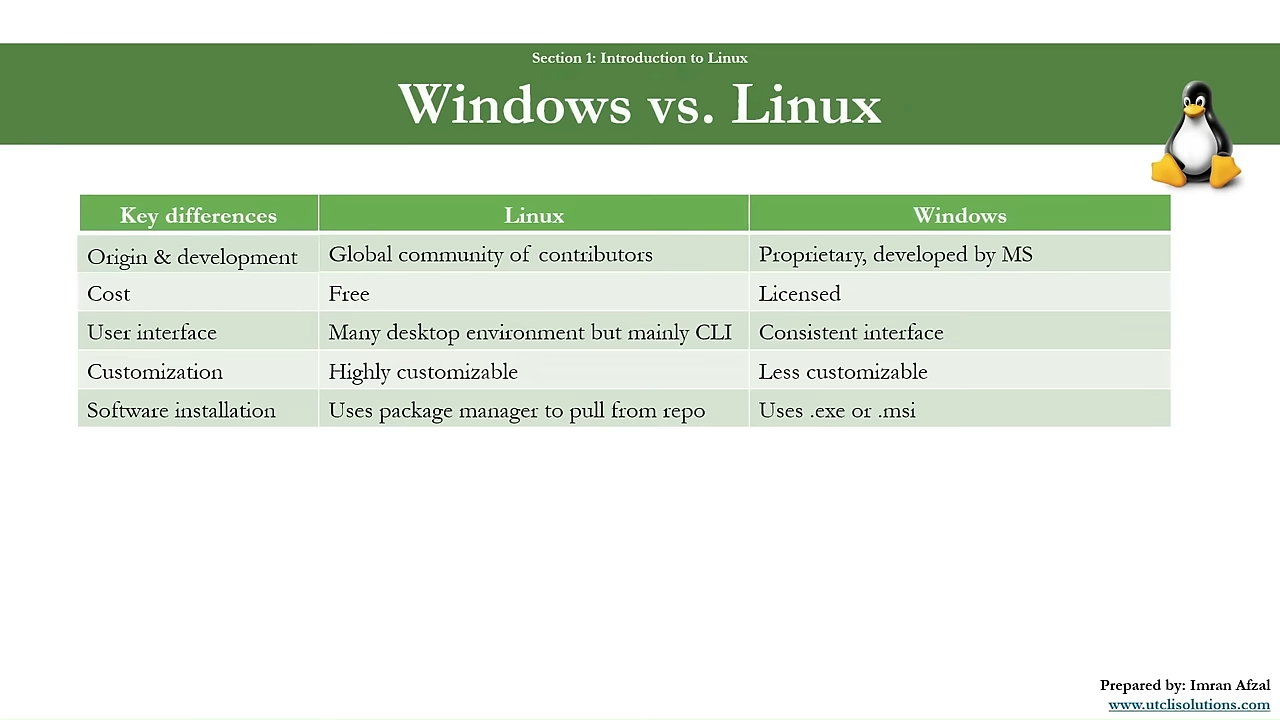 Section 1: Introduction to Linux
Windows vs. Linux
Key differences Linux Windows
Origin & development Global community of contributors Proprietary, developed by MS
Cost Free Licensed
User interface Many desktop environment but mainly CLI Consistent interface
Customization Highly customizable Less customizable
Software installation Uses package manager to pull from repo Uses .exe or .msi
Prepared by: Imran Afzal
www.utclisolutions.com